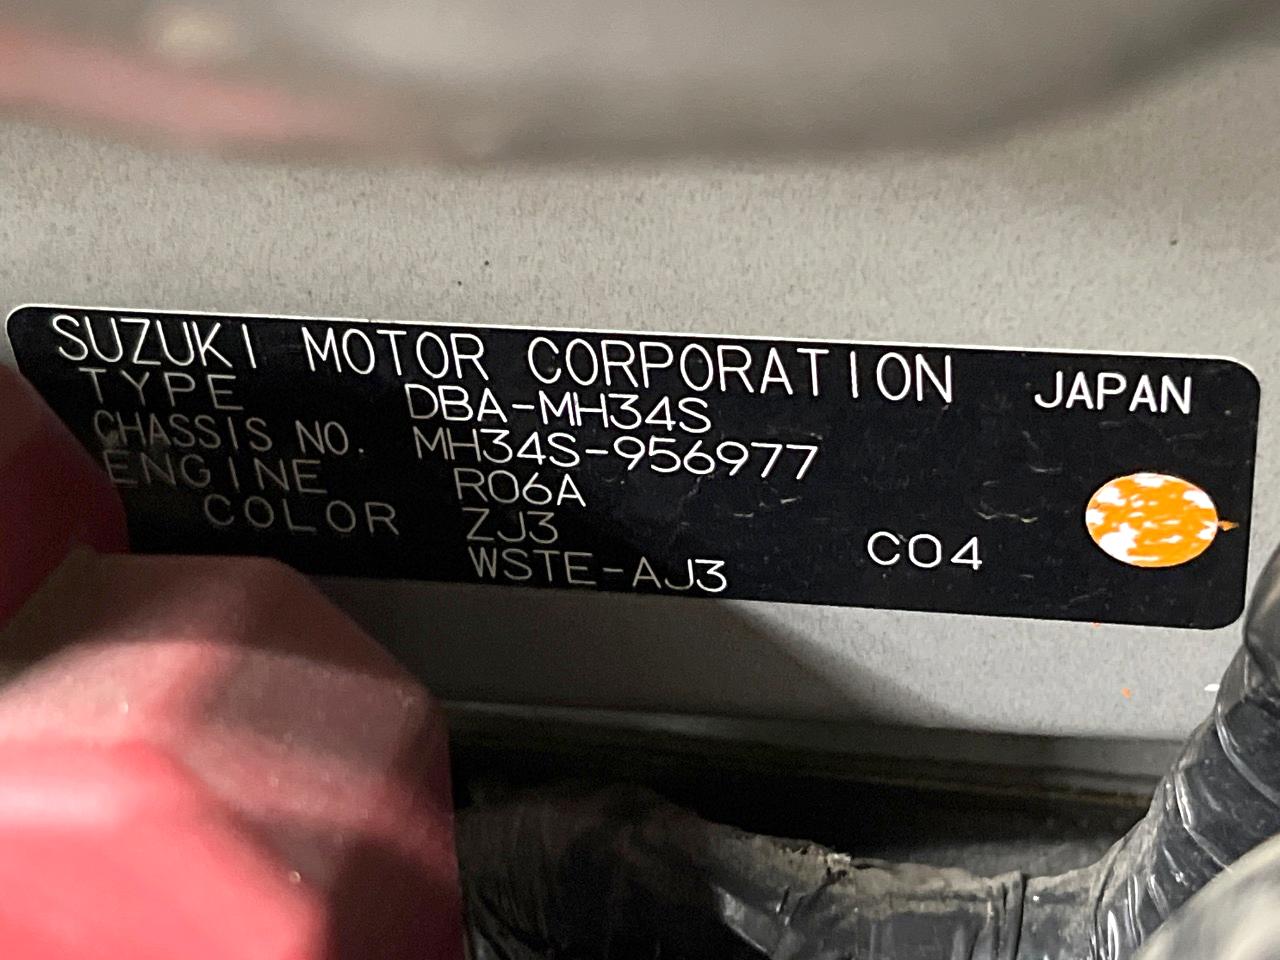 SUZUKI MOTOR CORPORATION JAPAN
TYPE DBA-MH34S
CHASSIS NO. MH34S-956977
ENGINE R06A
COLOR ZJ3
WSTE-AJ3 C04